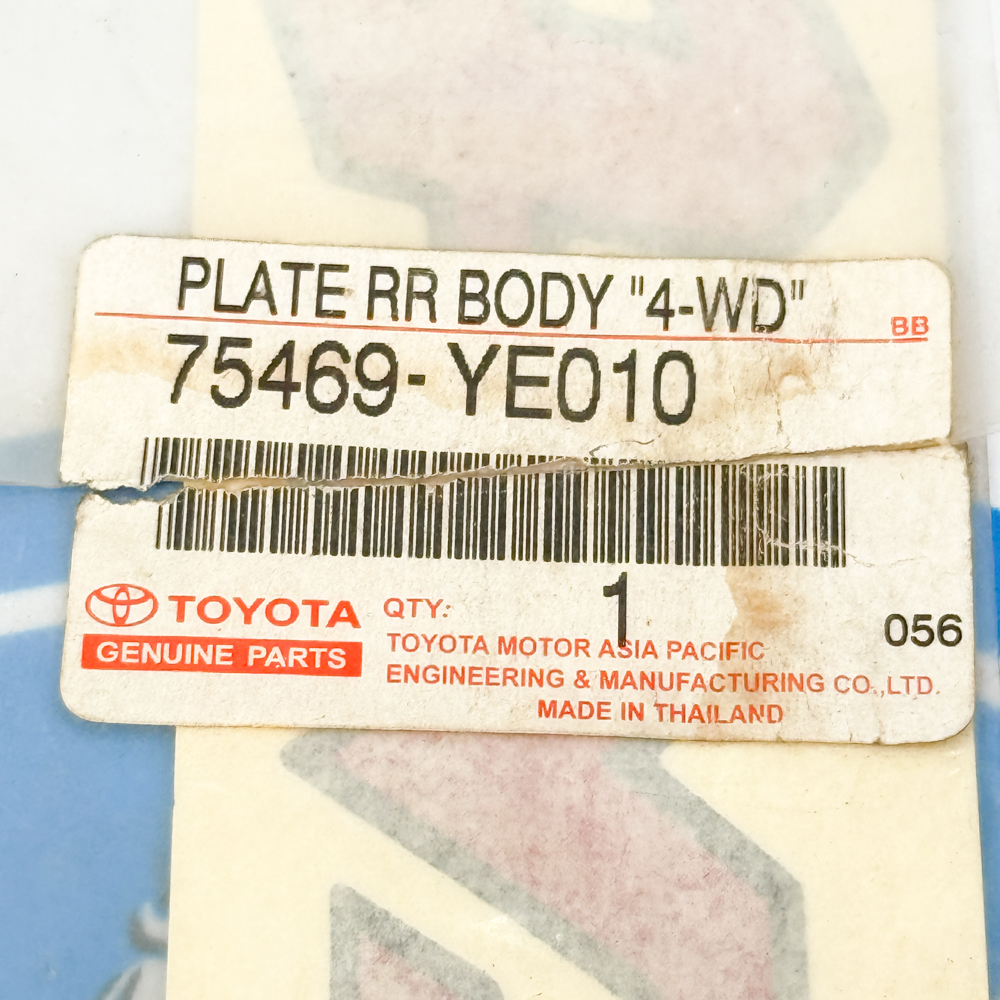 PLATE RR BODY "4-WD"
BB
75469- YE010
1
TOYOTA QTY:
056
GENUINE PARTS
TOYOTA MOTOR ASIA PACIFIC
ENGINEERING & MANUFACTURING CO.,LTD.
MADE IN THAILAND